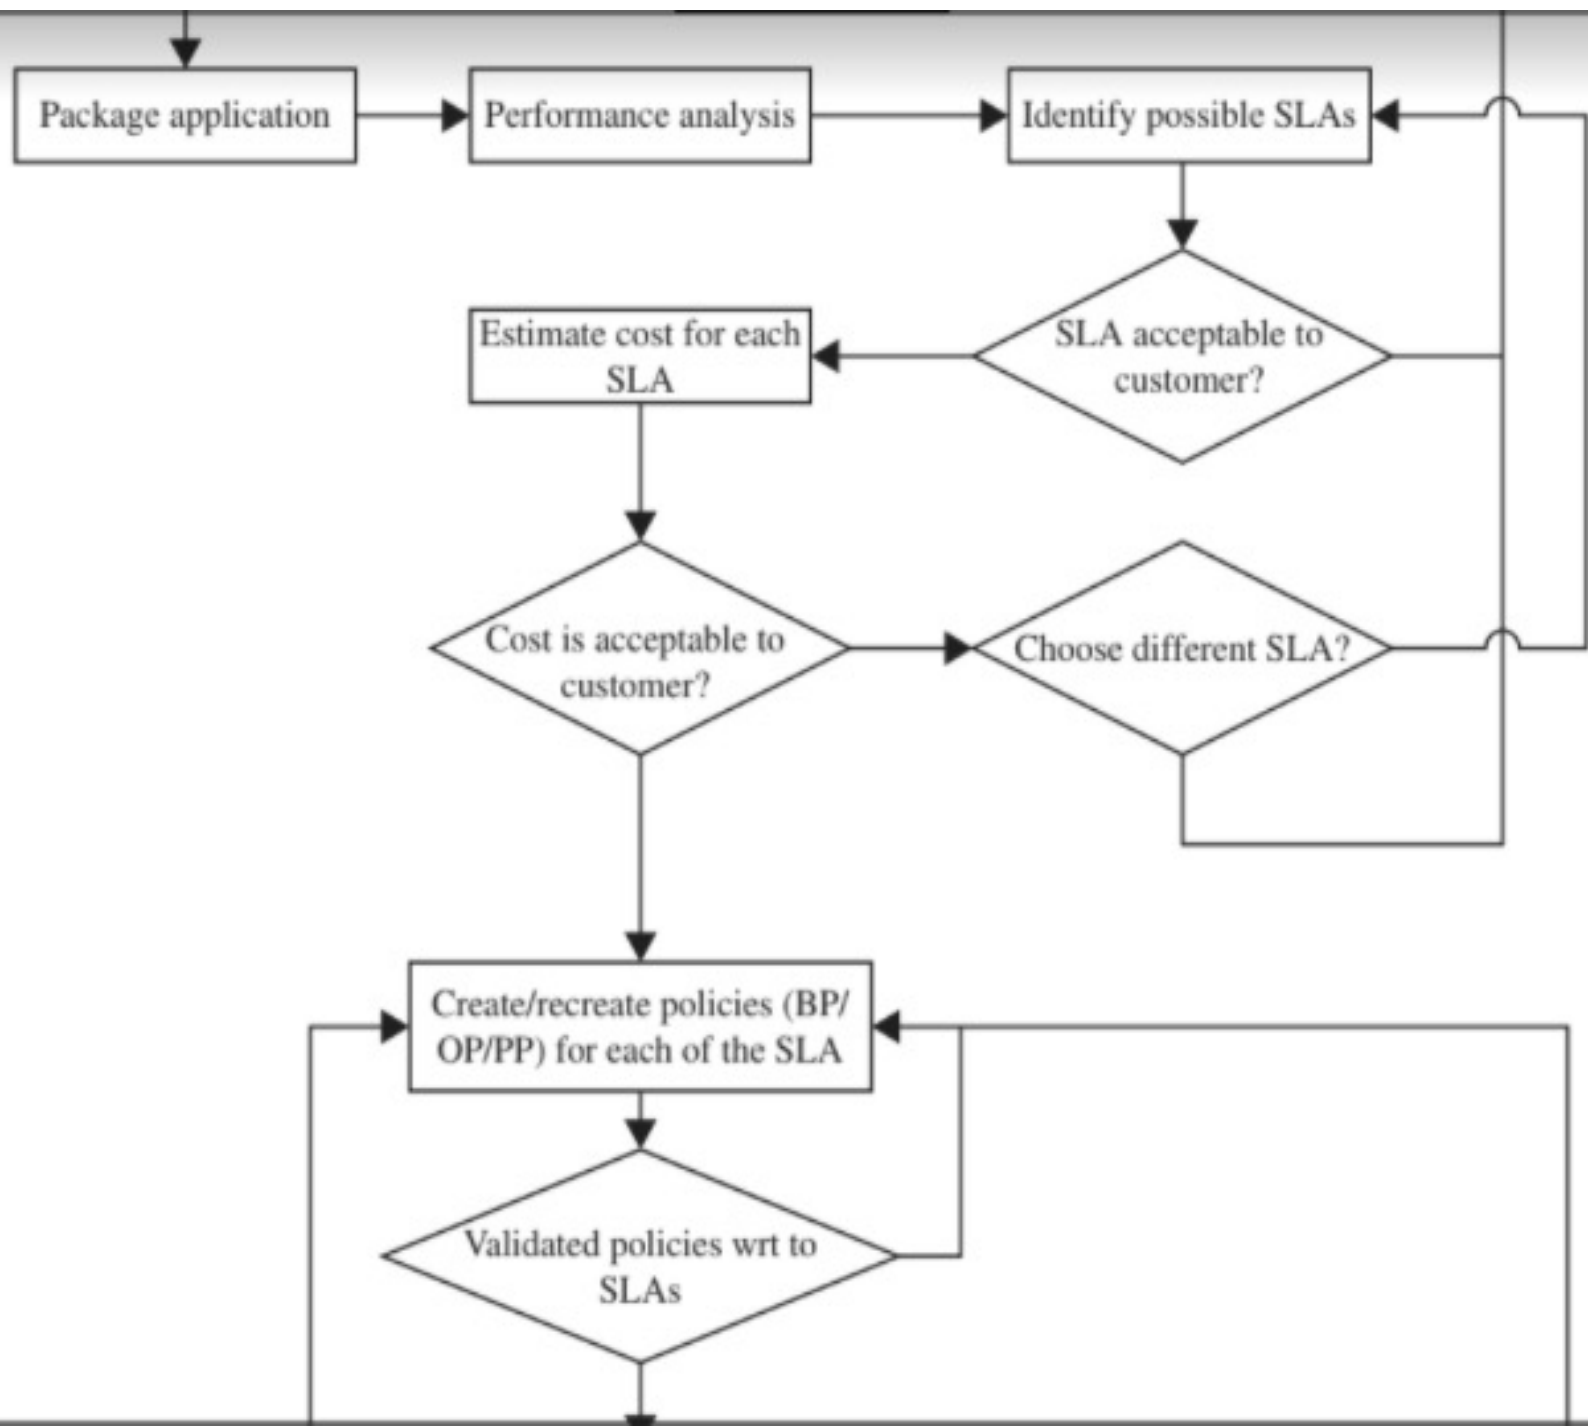 Package application
Performance analysis
Identify possible SLAs
Estimate cost for each
SLA
SLA acceptable to
customer?
Cost is acceptable to
customer?
Choose different SLA?
Create/recreate policies (BP/
OP/PP) for each of the SLA
Validated policies wrt to
SLAs